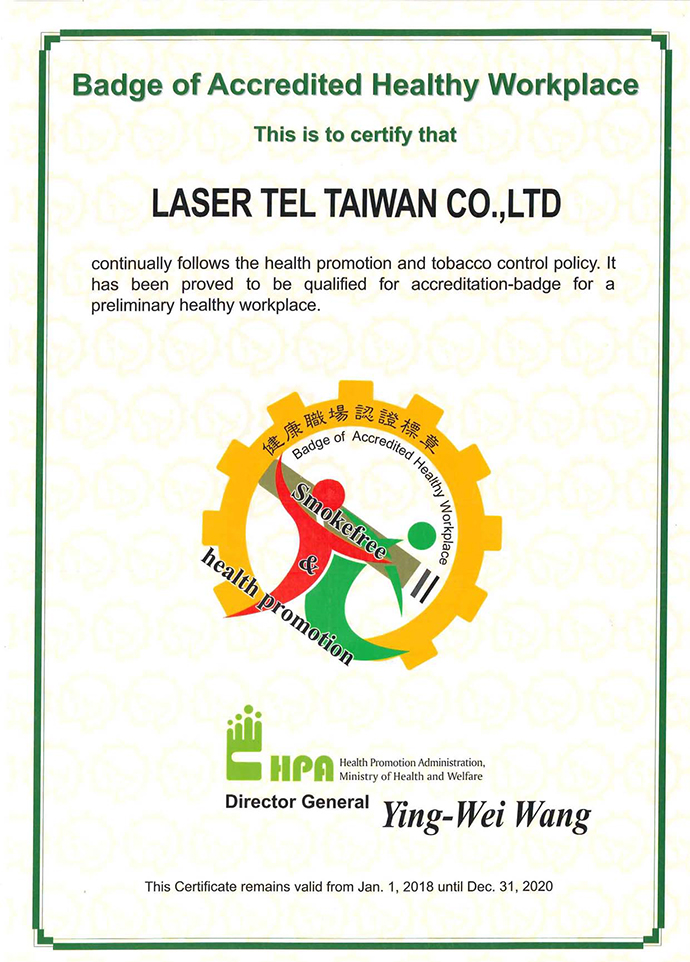 Badge of Accredited Healthy Workplace
This is to certify that
LASER TEL TAIWAN CO.,LTD
continually follows the health promotion and tobacco control policy. It
has been proved to be qualified for accreditation-badge for a
preliminary healthy workplace.
健康職場認證標章
Badge of Accredited Healthy Workplace
Smokefree
&
health promotion
HPA Health Promotion Administration,
Ministry of Health and Welfare
Director General Ying-Wei Wang
This Certificate remains valid from Jan. 1, 2018 until Dec. 31, 2020